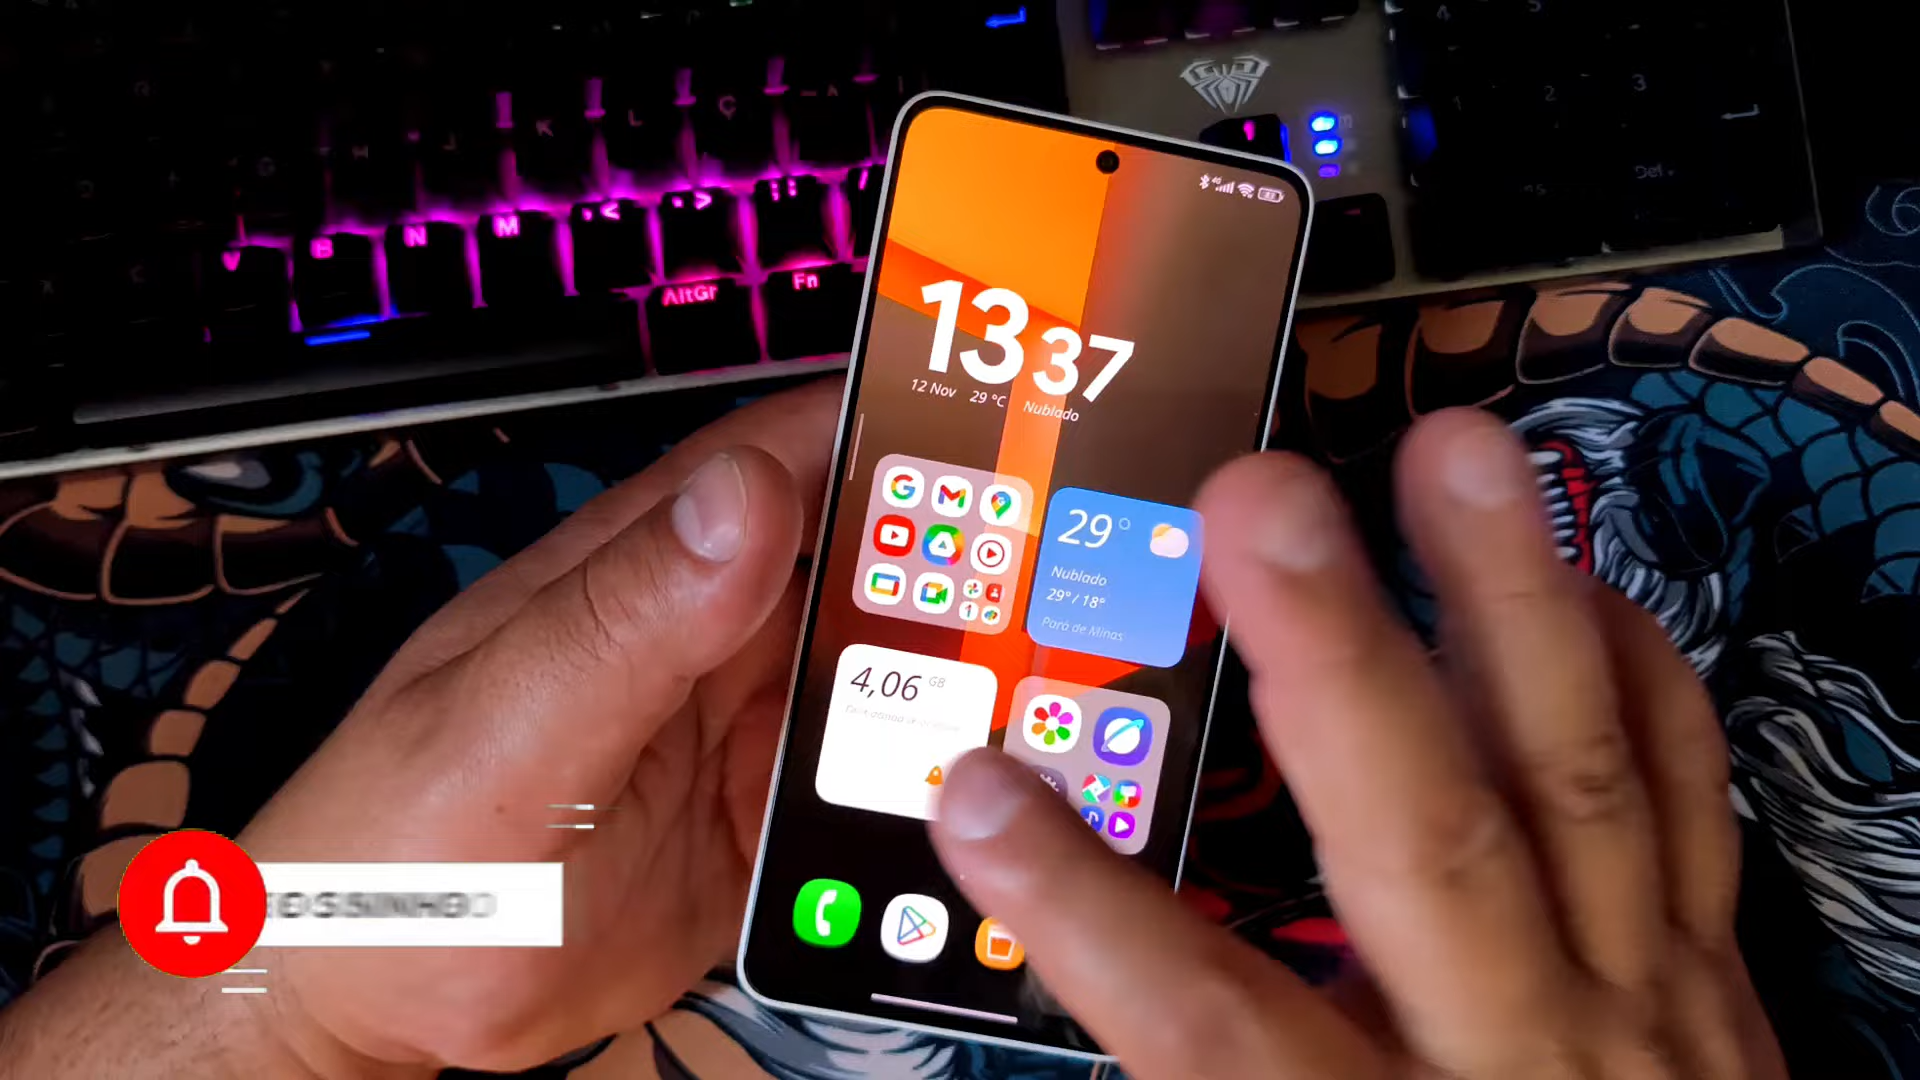 Ç
L
K
J
H
3
2
1
Del
V
B
N
M
<
>
AltGr
Fn
13 37
12 Nov 29 °C Nublado
29°
Nublado
29° / 18°
Pará de Minas
4,06 GB